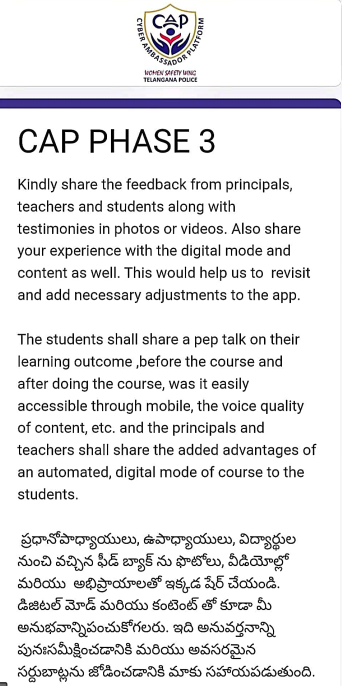 CAP
CYBER AMBASSADOR PLATFORM
WOMEN SAFETY WING
TELANGANA POLICE
CAP PHASE 3
Kindly share the feedback from principals,
teachers and students along with
testimonies in photos or videos. Also share
your experience with the digital mode and
content as well. This would help us to  revisit
and add necessary adjustments to the app.
The students shall share a pep talk on their
learning outcome ,before the course and
after doing the course, was it easily
accessible through mobile, the voice quality
of content, etc. and the principals and
teachers shall share the added advantages of
an automated, digital mode of course to the
students.
ప్రధానోపాధ్యాయులు, ఉపాధ్యాయులు, విద్యార్థుల
నుంచి వచ్చిన ఫీడ్ బ్యాక్ ను ఫొటోలు, వీడియోల్లో
మరియు  అభిప్రాయాలతో ఇక్కడ షేర్ చేయండి.
డిజిటల్ మోడ్ మరియు కంటెంట్ తో కూడా మీ
అనుభవాన్నిపంచుకోగలరు. ఇది అనువర్తనాన్ని
పునఃసమీక్షించడానికి మరియు అవసరమైన
సర్దుబాట్లను జోడించడానికి మాకు సహాయపడుతుంది.